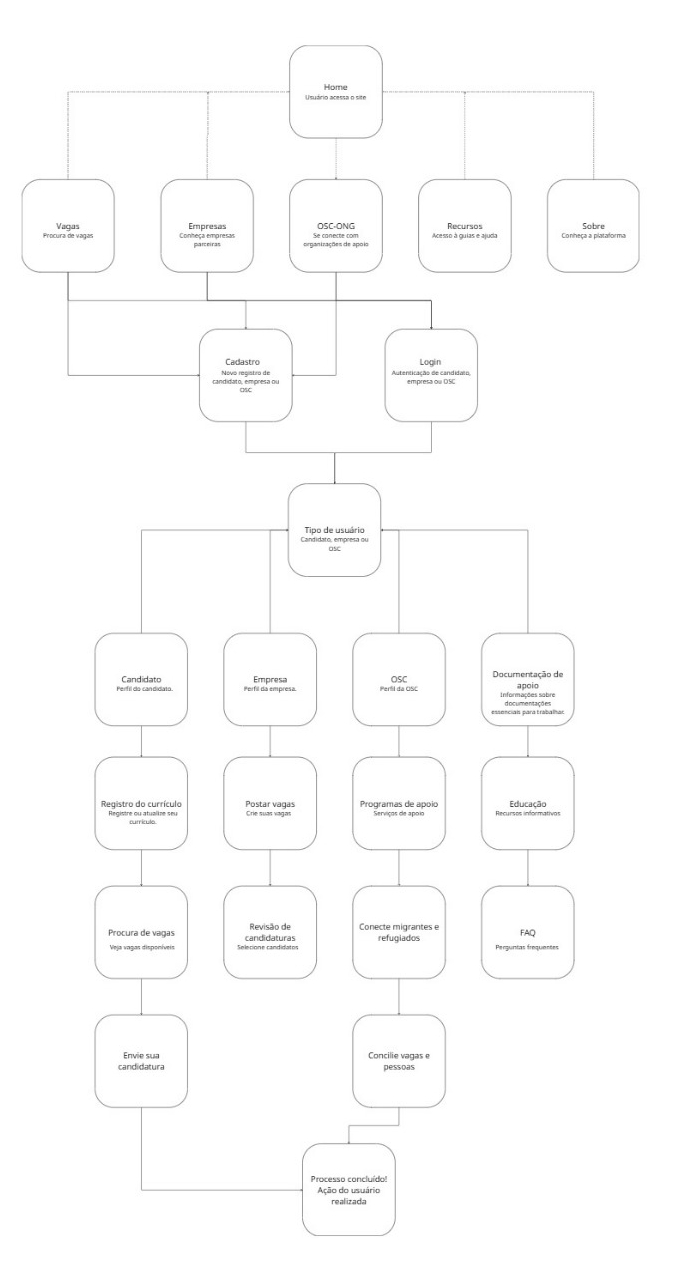 Home
Usuário acessa o site
Vagas
Procura de vagas
Empresas
Conheça empresas
parceiras
OSC-ONG
Se conecte com
organizações de apoio
Recursos
Acesso à guias e ajuda
Sobre
Conheça a plataforma
Cadastro
Novo registro de
candidato, empresa ou
OSC
Login
Autenticação de candidato,
empresa ou OSC
Tipo de usuário
Candidato, empresa ou
OSC
Candidato
Perfil do candidato.
Empresa
Perfil da empresa.
OSC
Perfil da OSC
Documentação de
apoio
Informações sobre
documentações
essenciais para trabalhar.
Registro do currículo
Registre ou atualize seu
currículo.
Postar vagas
Crie suas vagas
Programas de apoio
Serviços de apoio
Educação
Recursos informativos
Procura de vagas
Veja vagas disponíveis
Revisão de
candidaturas
Selecione candidatos
Conecte migrantes e
refugiados
FAQ
Perguntas frequentes
Envie sua
candidatura
Concilie vagas e
pessoas
Processo concluído!
Ação do usuário
realizada